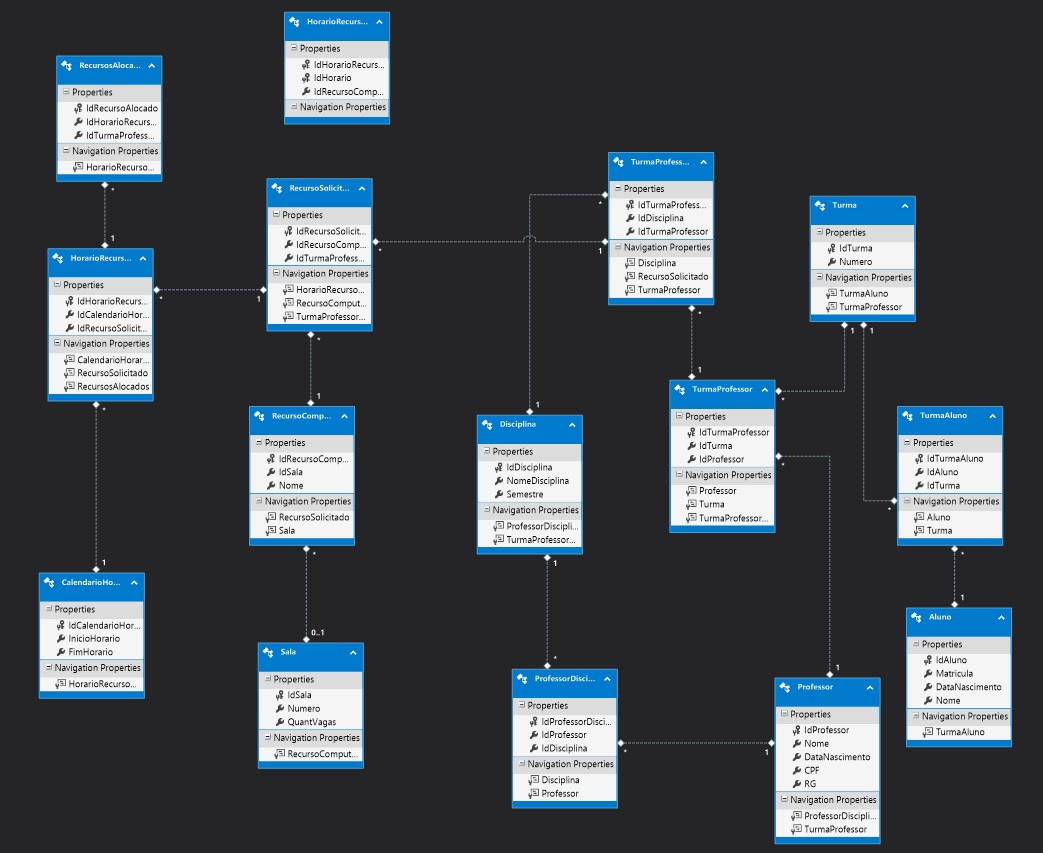 HorarioRecurs...
Properties
IdHorarioRecurs...
IdHorario
IdRecursoComp...
Navigation Properties
RecursosAloca...
Properties
IdRecursoAlocado
IdHorarioRecurs...
IdTurmaProfess...
Navigation Properties
HorarioRecurso...
*
1
HorarioRecurs...
Properties
IdHorarioRecurs...
IdCalendarioHor...
IdRecursoSolicit...
Navigation Properties
CalendarioHorar...
RecursoSolicitado
RecursosAlocados
*
1
*
1
RecursoSolicit...
Properties
IdRecursoSolicit...
IdRecursoComp...
IdTurmaProfess...
Navigation Properties
HorarioRecurso...
RecursoComput...
TurmaProfessor...
*
1
*
1
TurmaProfess...
Properties
IdTurmaProfess...
IdDisciplina
IdTurmaProfessor
Navigation Properties
Disciplina
RecursoSolicitado
TurmaProfessor
*
1
*
1
Turma
Properties
IdTurma
Numero
Navigation Properties
TurmaAluno
TurmaProfessor
1
1
*
*
TurmaProfessor
Properties
IdTurmaProfessor
IdTurma
IdProfessor
Navigation Properties
Professor
Turma
TurmaProfessor...
*
1
RecursoComp...
Properties
IdRecursoComp...
IdSala
Nome
Navigation Properties
RecursoSolicitado
Sala
*
0..1
Disciplina
Properties
IdDisciplina
NomeDisciplina
Semestre
Navigation Properties
ProfessorDiscipli...
TurmaProfessor...
1
*
TurmaAluno
Properties
IdTurmaAluno
IdAluno
IdTurma
Navigation Properties
Aluno
Turma
*
1
CalendarioHo...
Properties
IdCalendarioHor...
InicioHorario
FimHorario
Navigation Properties
HorarioRecurso...
Sala
Properties
IdSala
Numero
QuantVagas
Navigation Properties
RecursoComput...
ProfessorDisci...
Properties
IdProfessorDisci...
IdProfessor
IdDisciplina
Navigation Properties
Disciplina
Professor
*
1
Professor
Properties
IdProfessor
Nome
DataNascimento
CPF
RG
Navigation Properties
ProfessorDiscipli...
TurmaProfessor
Aluno
Properties
IdAluno
Matricula
DataNascimento
Nome
Navigation Properties
TurmaAluno